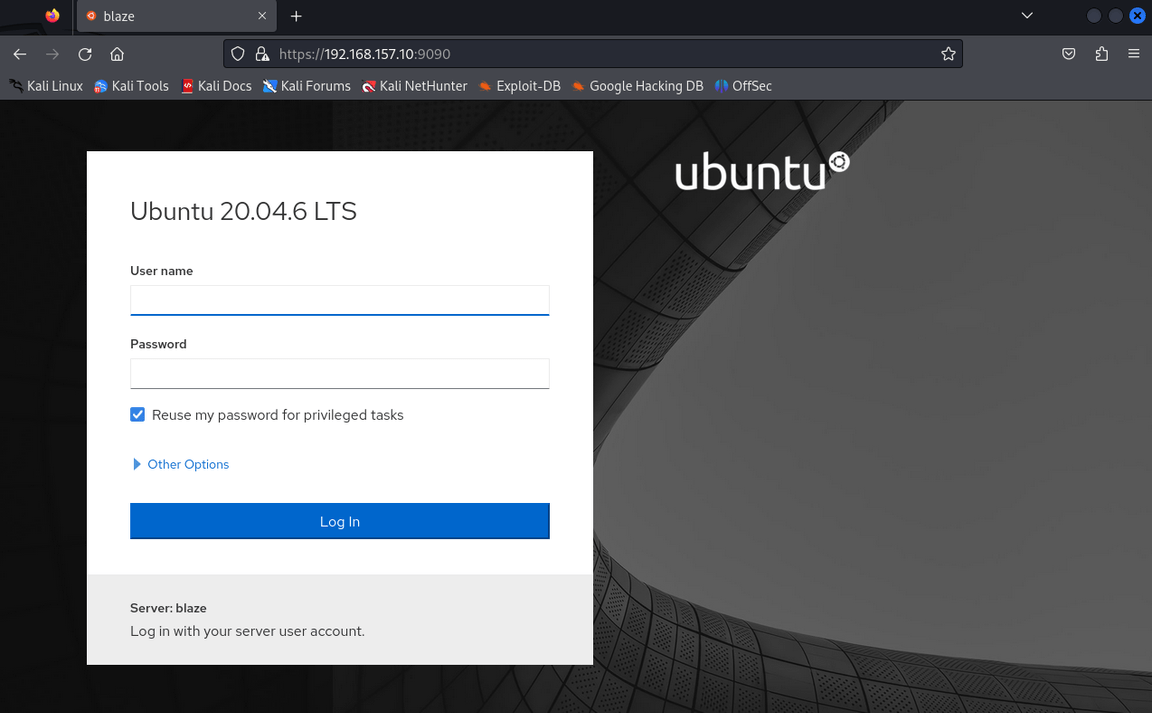 blaze
https://192.168.157.10:9090
Kali Linux Kali Tools Kali Docs Kali Forums Kali NetHunter Exploit-DB Google Hacking DB OffSec
ubuntu
Ubuntu 20.04.6 LTS
User name
Password
Reuse my password for privileged tasks
Other Options
Log In
Server: blaze
Log in with your server user account.